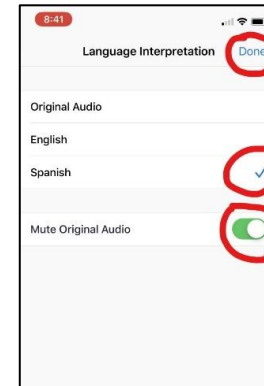 8:41
Language Interpretation Done
Original Audio
English
Spanish
Mute Original Audio